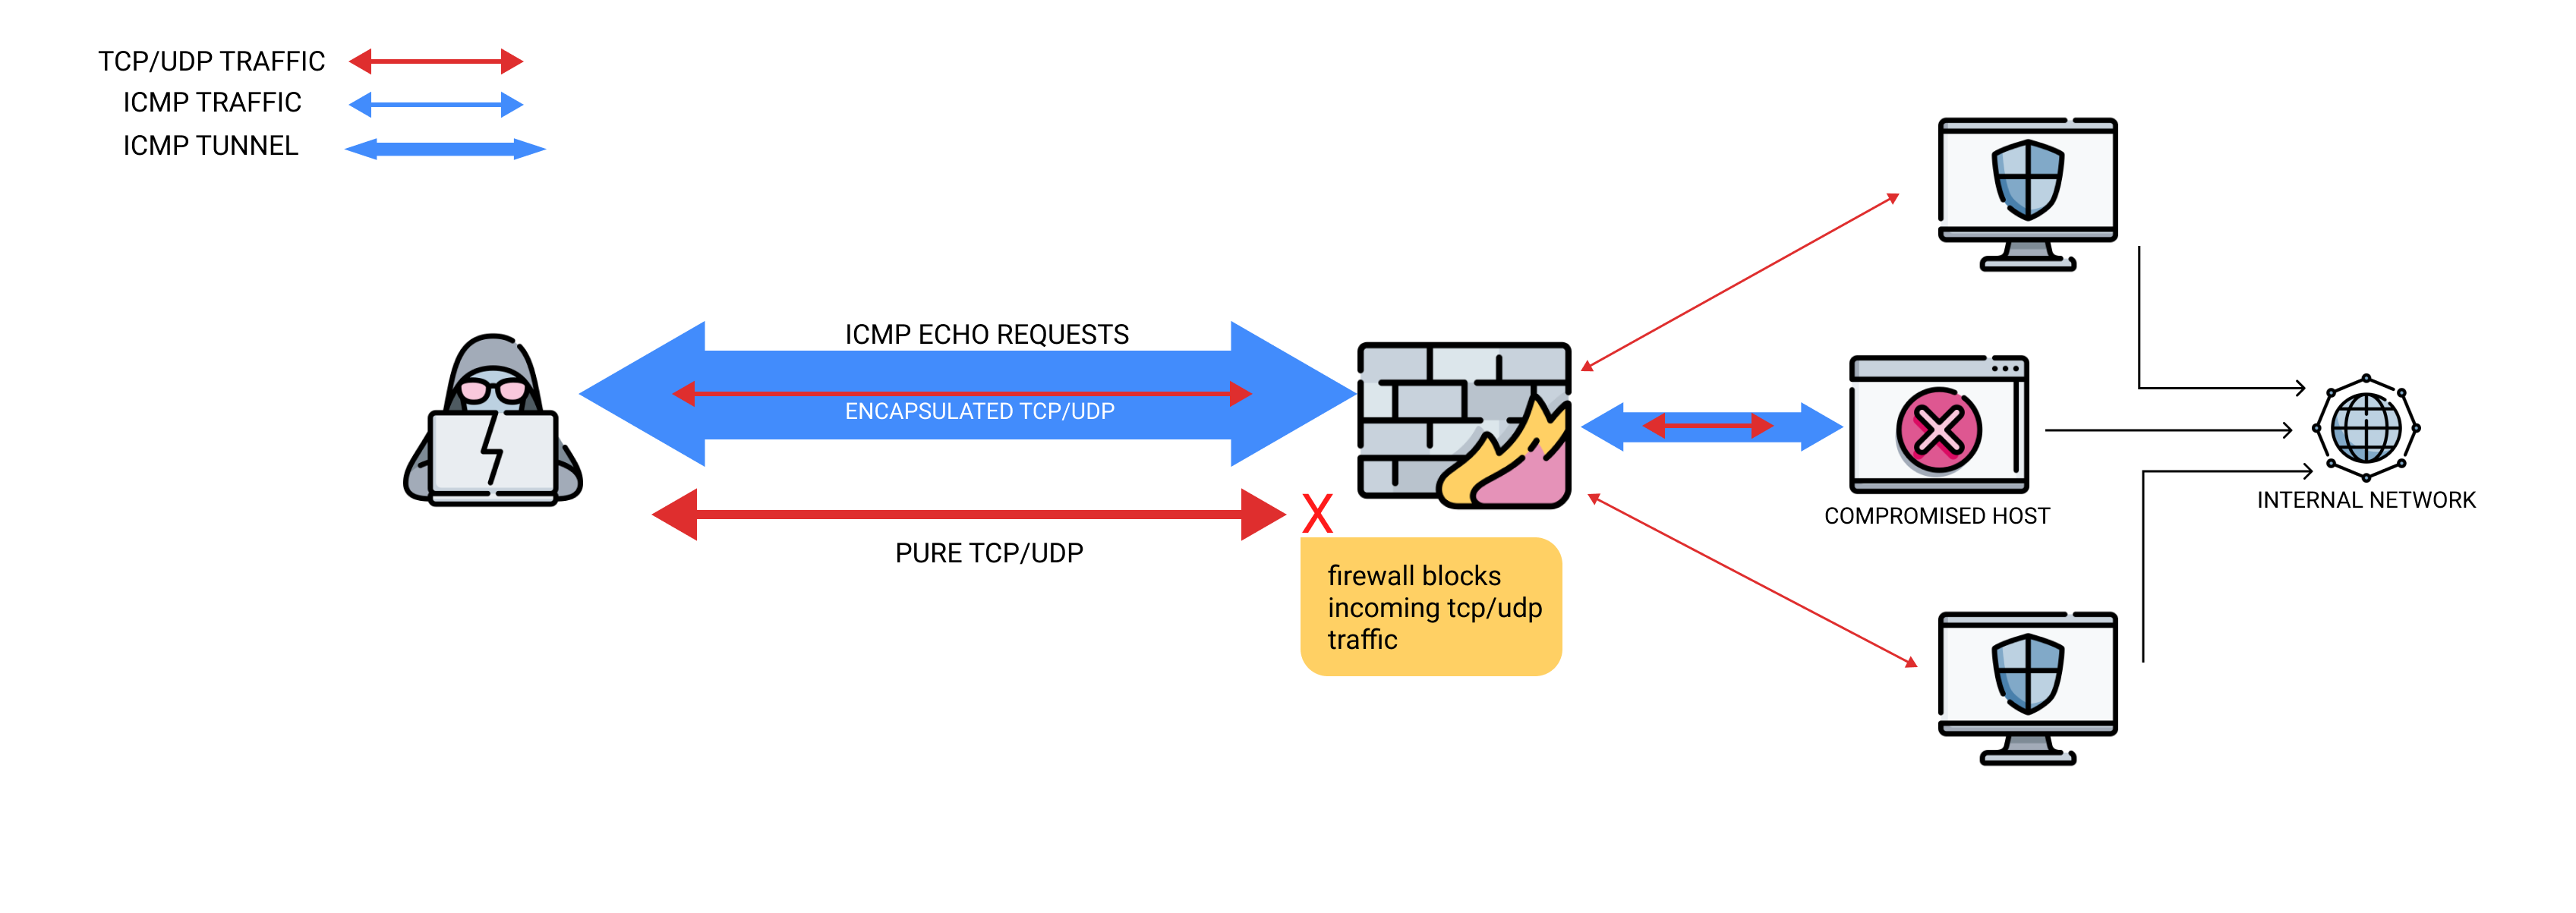 TCP/UDP TRAFFIC
ICMP TRAFFIC
ICMP TUNNEL
ICMP ECHO REQUESTS
ENCAPSULATED TCP/UDP
PURE TCP/UDP
X
firewall blocks
incoming tcp/udp
traffic
COMPROMISED HOST
INTERNAL NETWORK